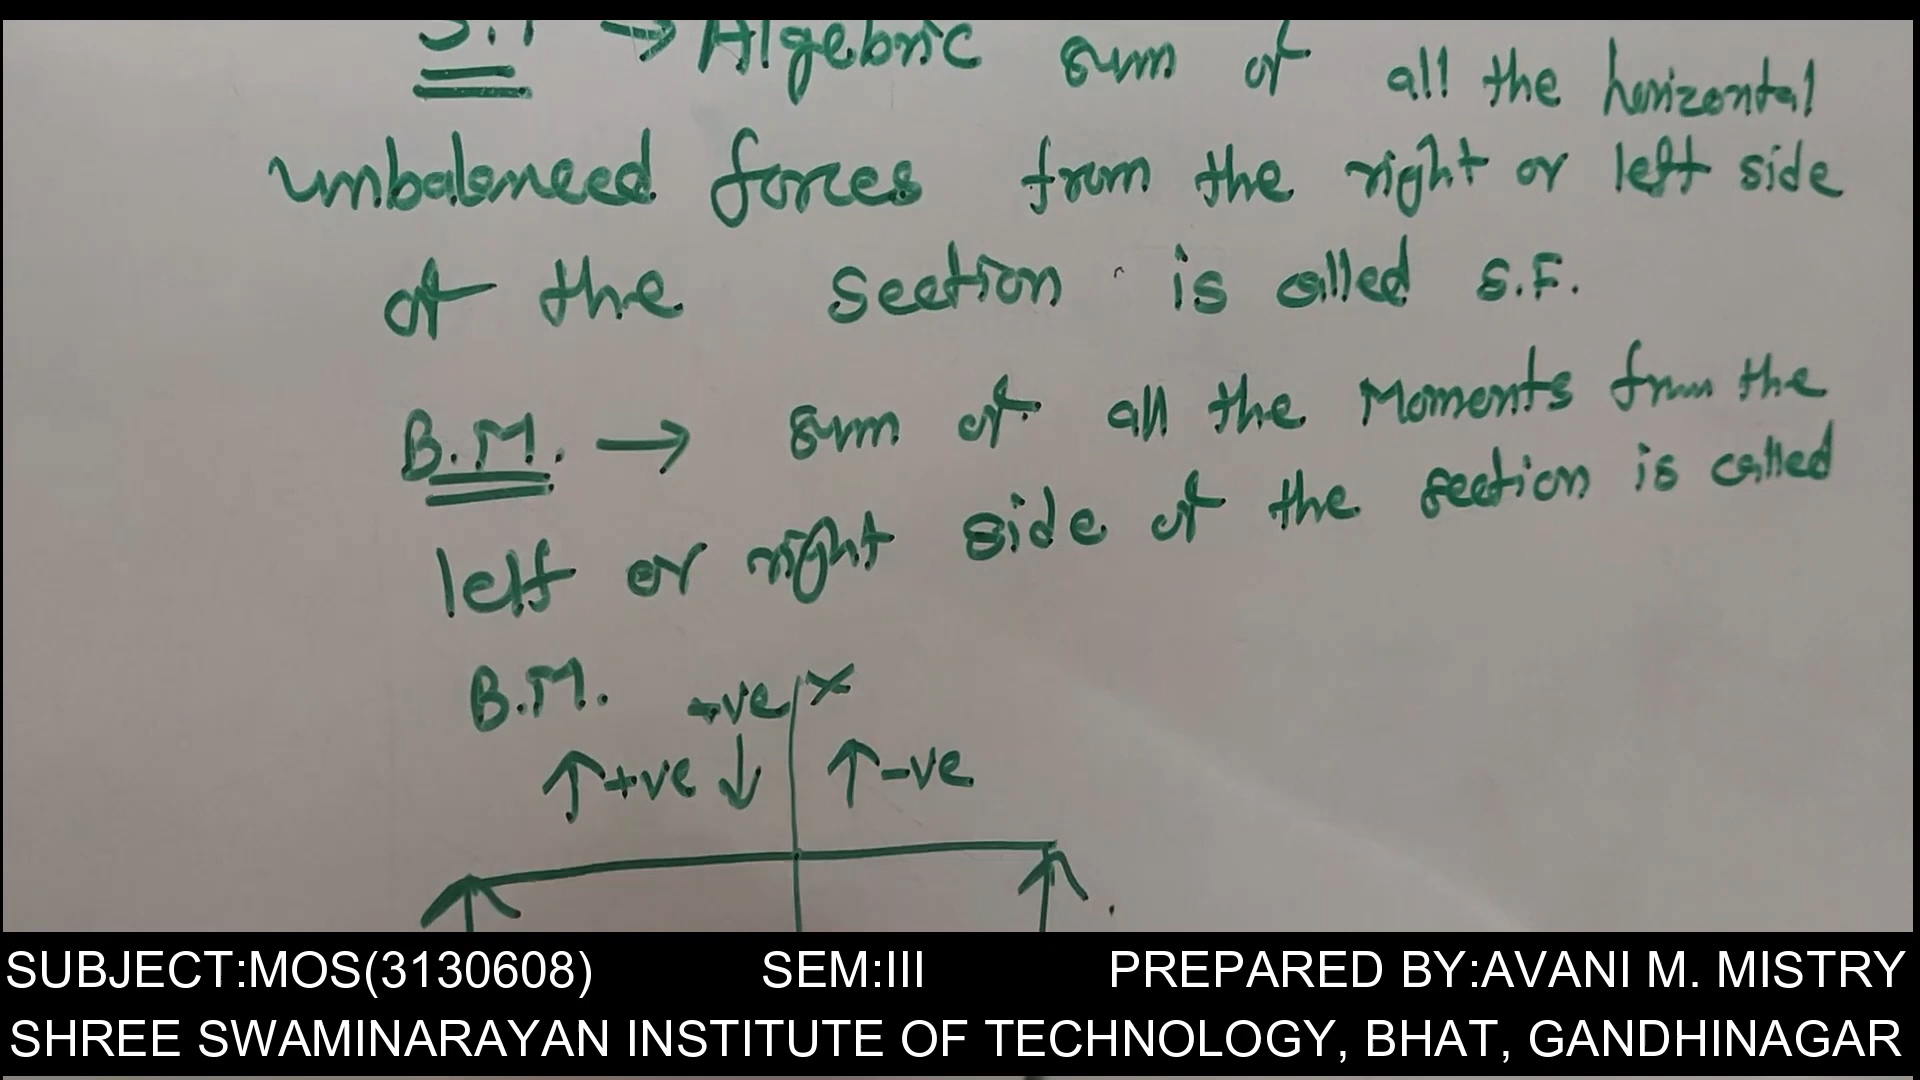 S.F → Algebric sum of all the horizontal
unbalanced forces from the right or left side
of the section is called S.F.
B.M. → sum of all the Moments from the
left or right side of the section is called
B.M.
-ve X
↑+ve ↓ ↑-ve
SUBJECT:MOS(3130608) SEM:III PREPARED BY:AVANI M. MISTRY
SHREE SWAMINARAYAN INSTITUTE OF TECHNOLOGY, BHAT, GANDHINAGAR